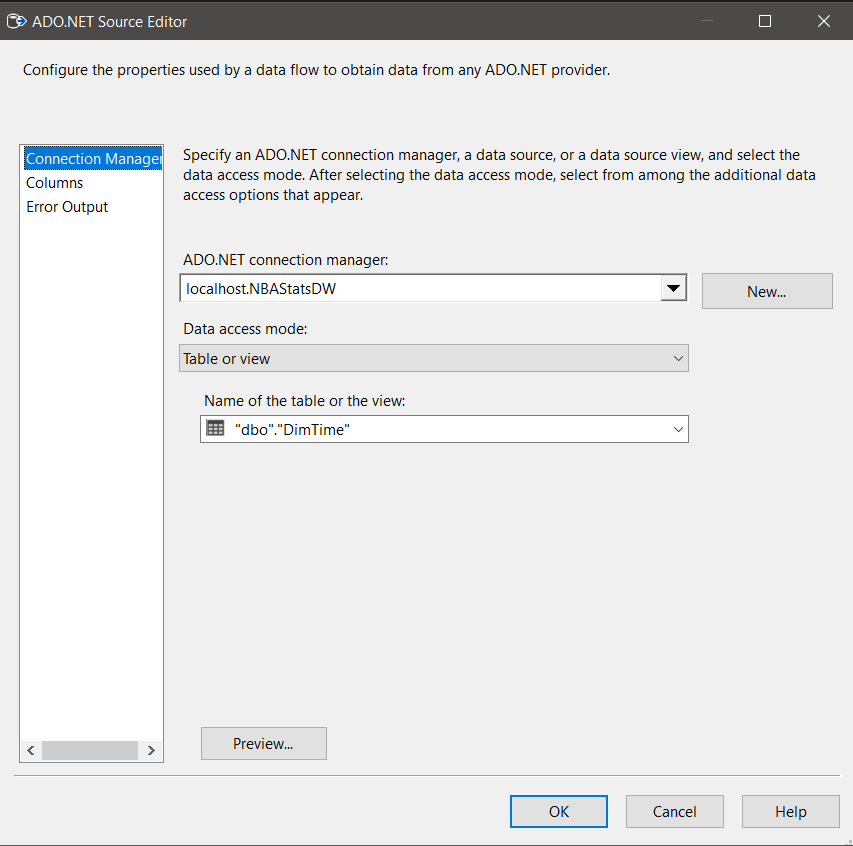 ADO.NET Source Editor
Configure the properties used by a data flow to obtain data from any ADO.NET provider.
Connection Manager
Columns
Error Output
Specify an ADO.NET connection manager, a data source, or a data source view, and select the
data access mode. After selecting the data access mode, select from among the additional data
access options that appear.
ADO.NET connection manager:
localhost.NBAStatsDW
New...
Data access mode:
Table or view
Name of the table or the view:
"dbo"."DimTime"
Preview...
OK
Cancel
Help